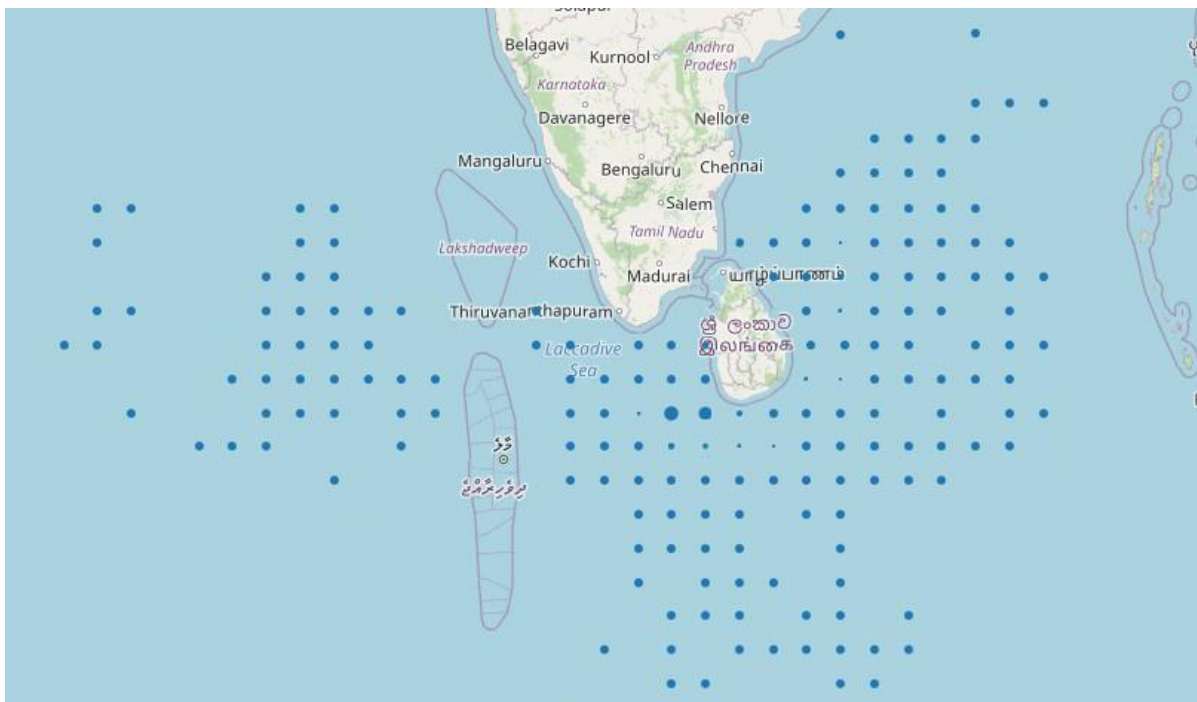 Belagavi
Kurnool
Andhra
Pradesh
Karnataka
Davanagere
Nellore
Mangaluru
Bengaluru
Chennai
Salem
Lakshadweep
Tamil Nadu
Kochi
Madurai
யாழ்ப்பாணம்
Thiruvananthapuram
ශ්‍රී ලංකාව
இலங்கை
Laccadive
Sea
މާލެ
ދިވެހިރާއްޖެ